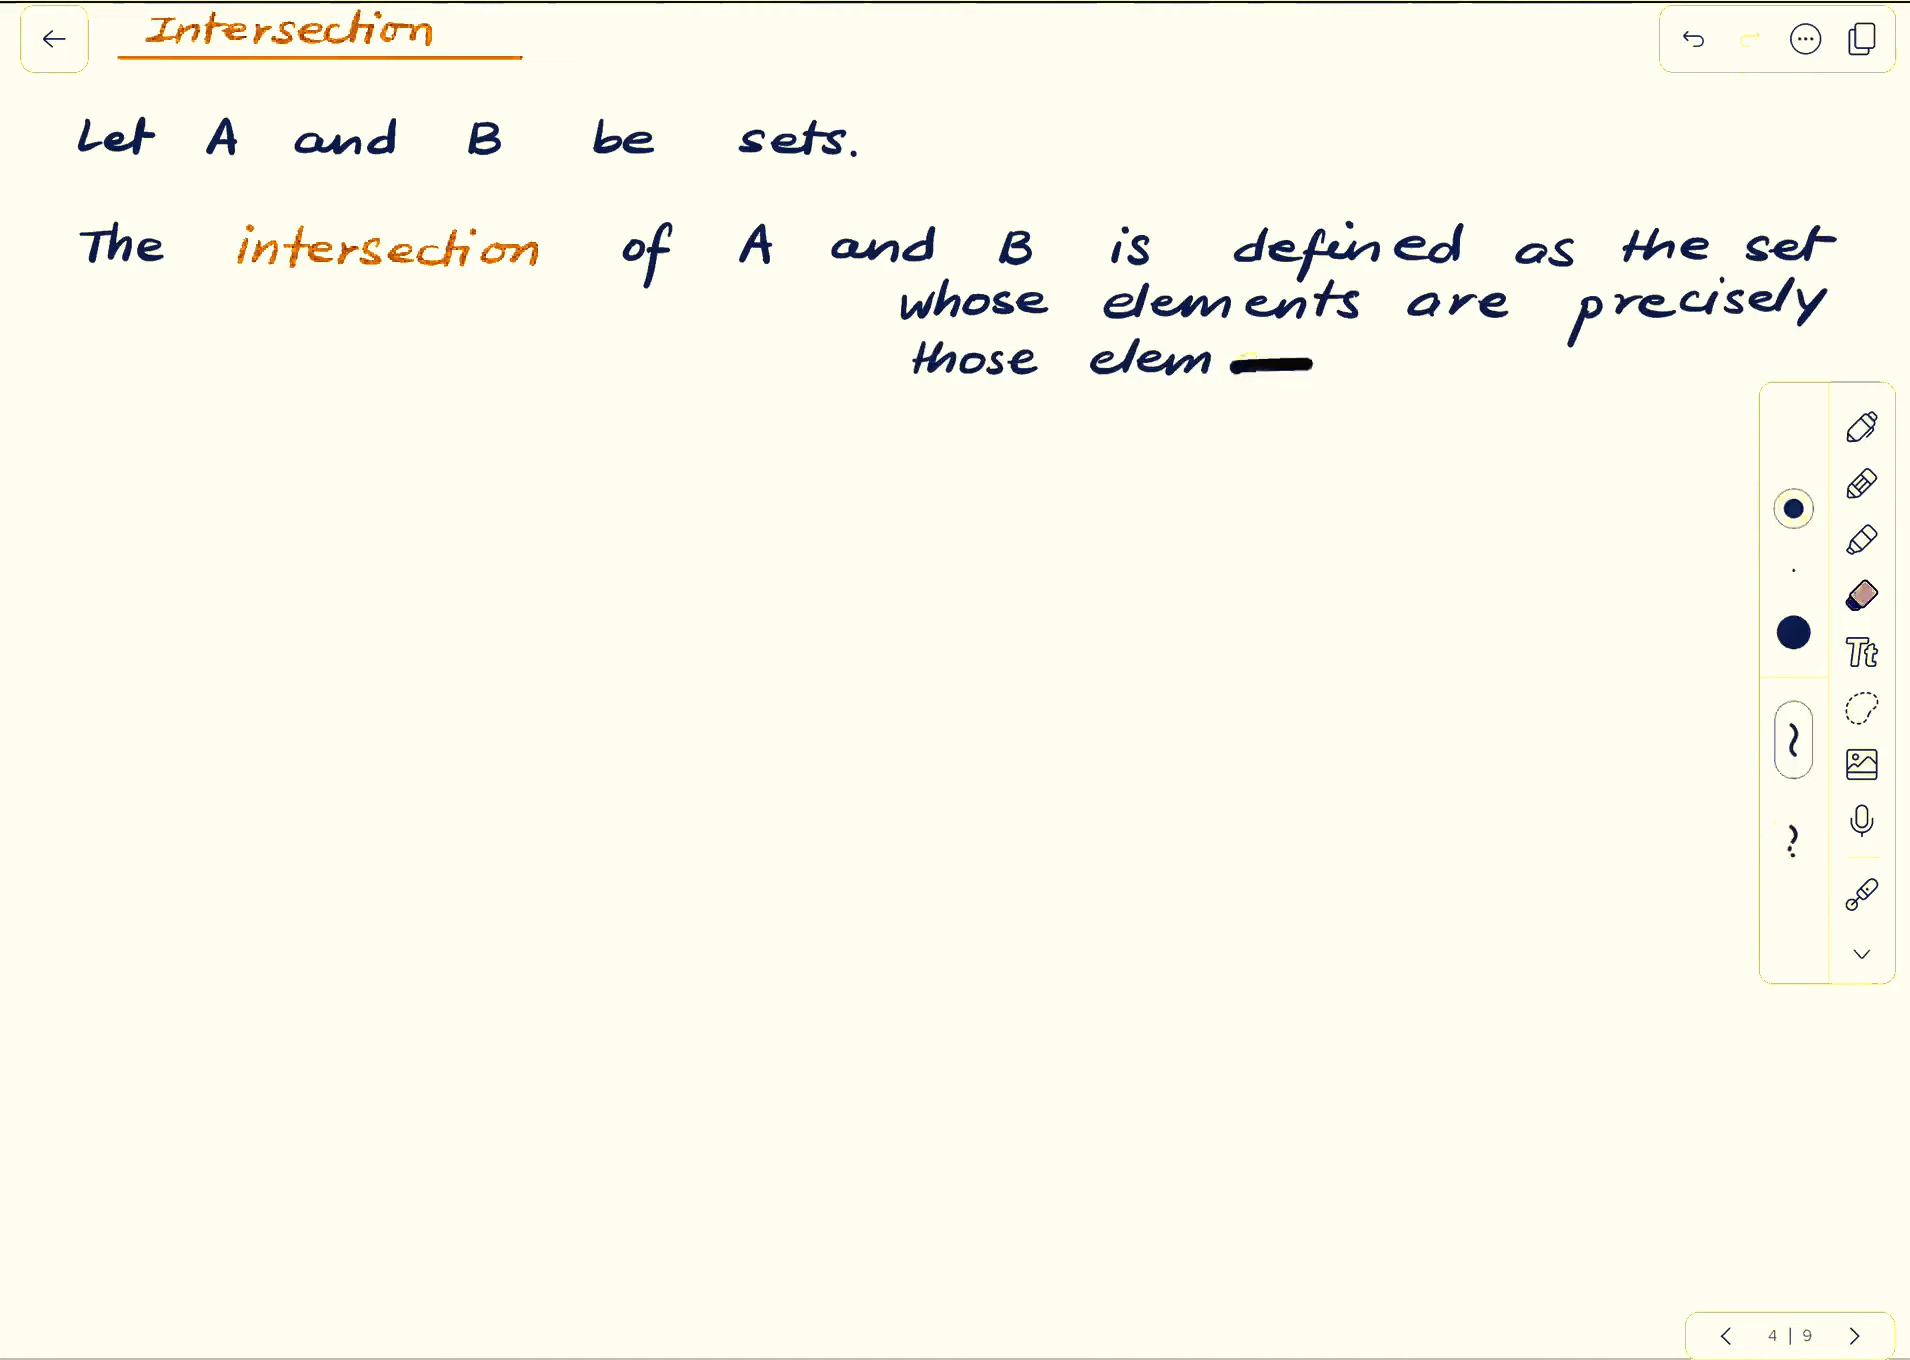 Intersection
Let A and B be sets.
The intersection of A and B is defined as the set
whose elements are precisely
those elem
Tt
4 | 9